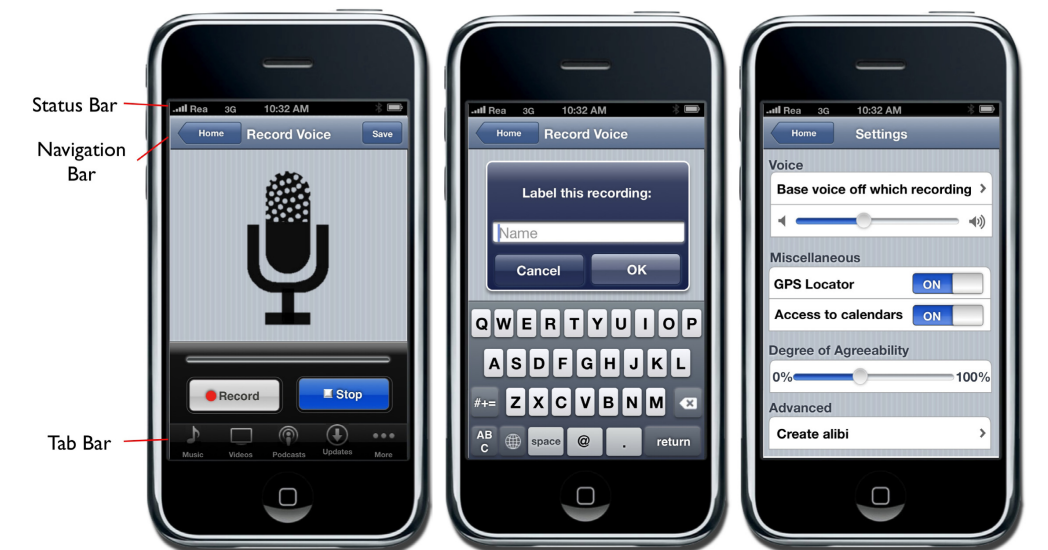 Status Bar
Navigation
Bar
Tab Bar
Rea 3G 10:32 AM
Home Record Voice Save
Record Stop
Music Videos Podcasts Updates More
Rea 3G 10:32 AM
Home Record Voice
Label this recording:
Name
Cancel OK
Q W E R T Y U I O P
A S D F G H J K L
#+= Z X C V B N M
AB
C space @ . return
Rea 3G 10:32 AM
Home Settings
Voice
Base voice off which recording
Miscellaneous
GPS Locator ON
Access to calendars ON
Degree of Agreeability
0% 100%
Advanced
Create alibi